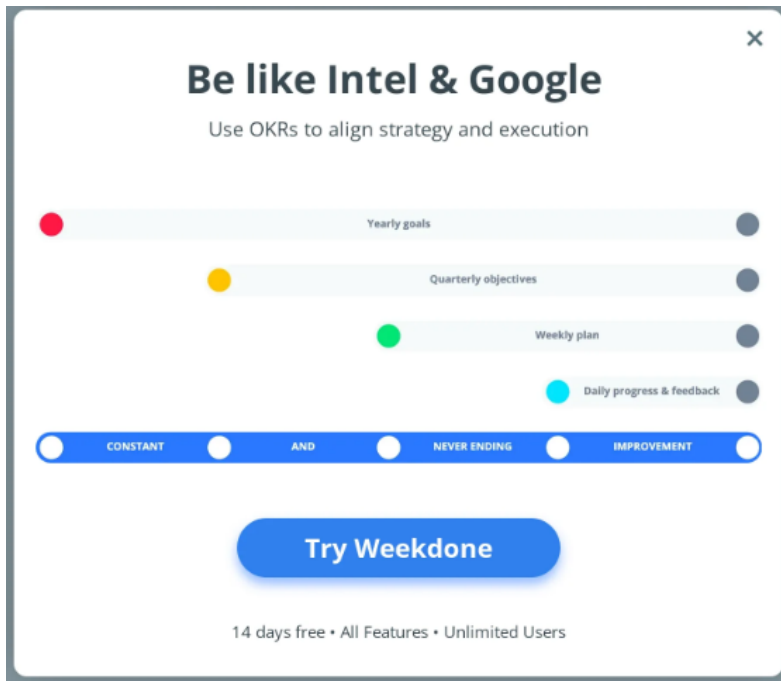 ×
Be like Intel & Google
Use OKRs to align strategy and execution
Yearly goals
Quarterly objectives
Weekly plan
Daily progress & feedback
CONSTANT AND NEVER ENDING IMPROVEMENT
Try Weekdone
14 days free • All Features • Unlimited Users